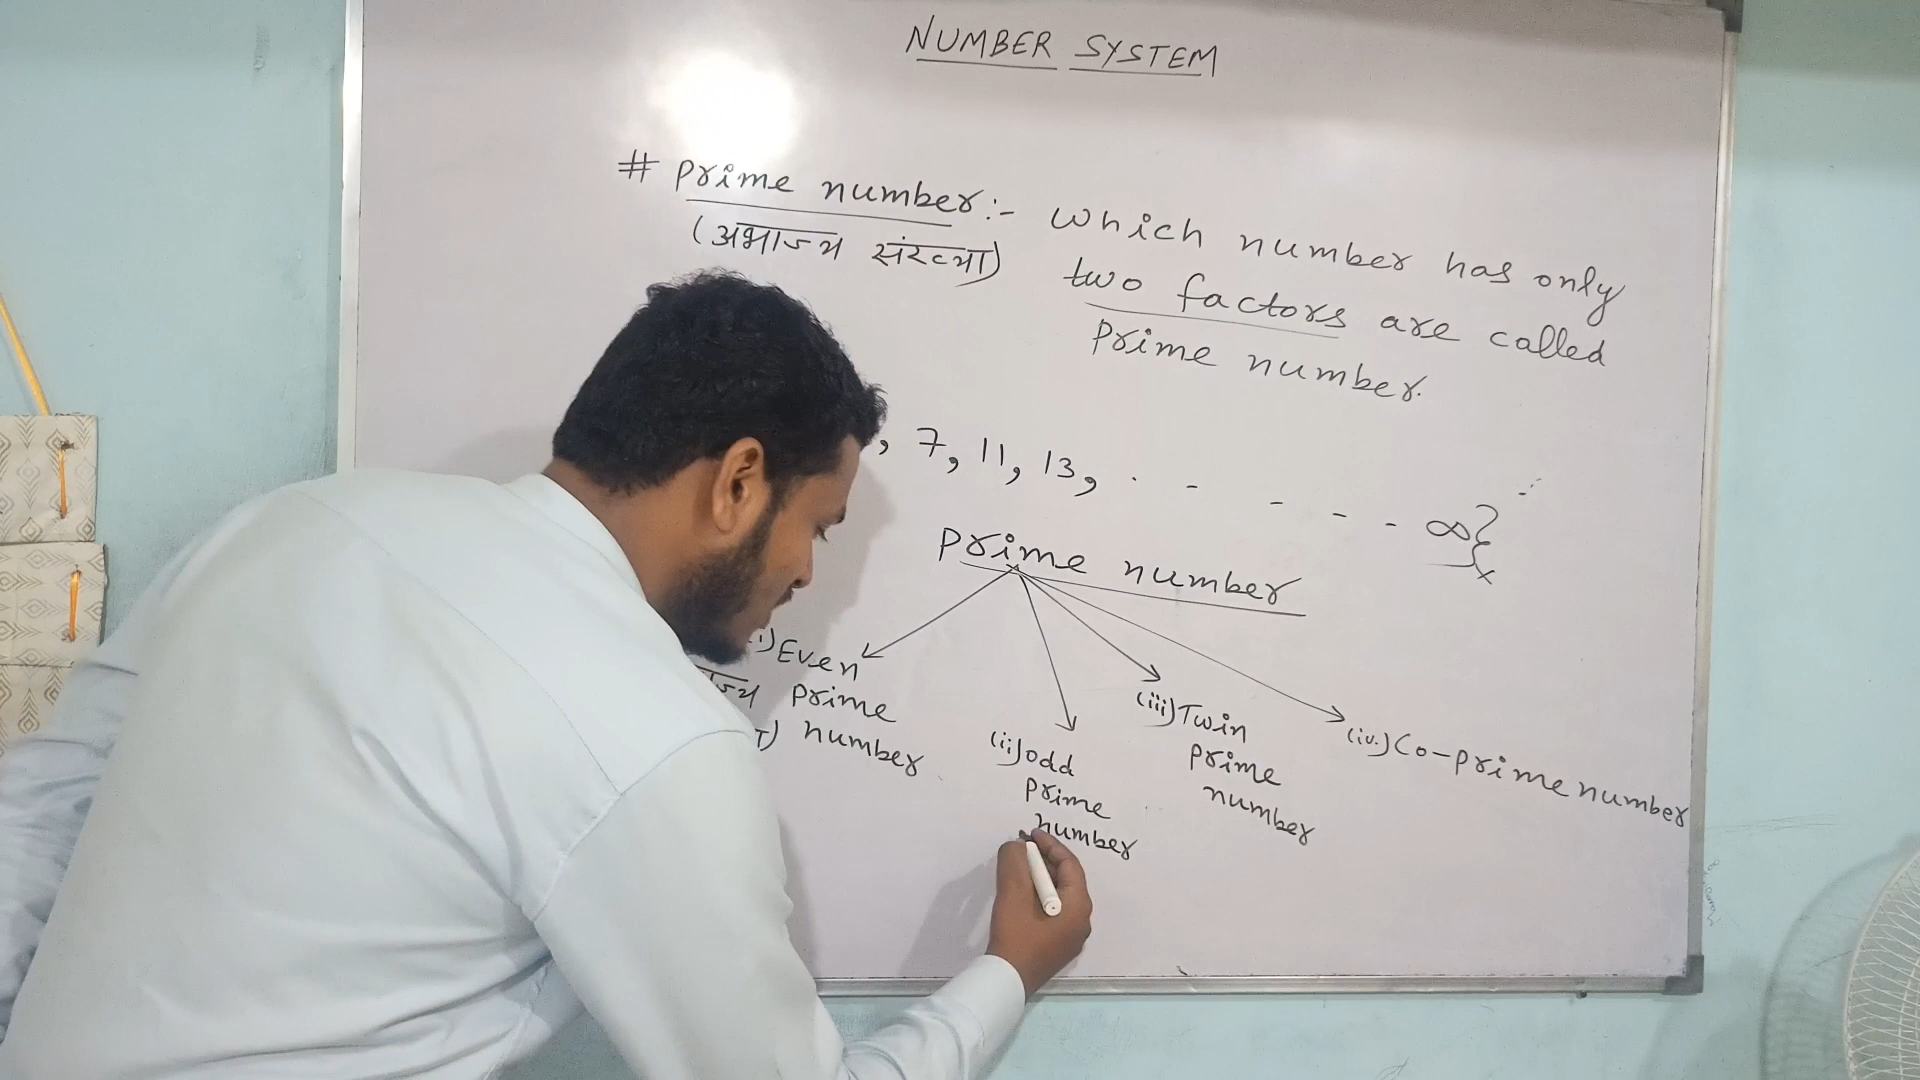 NUMBER SYSTEM
# Prime number:- which number has only
(अभाज्य संख्या) two factors are called
Prime number.
, 7, 11, 13, . - - - - ∞}
Prime number
(i) Even
prime
number
(ii) odd
prime
number
(iii) Twin
prime
number
(iv.) Co-prime number